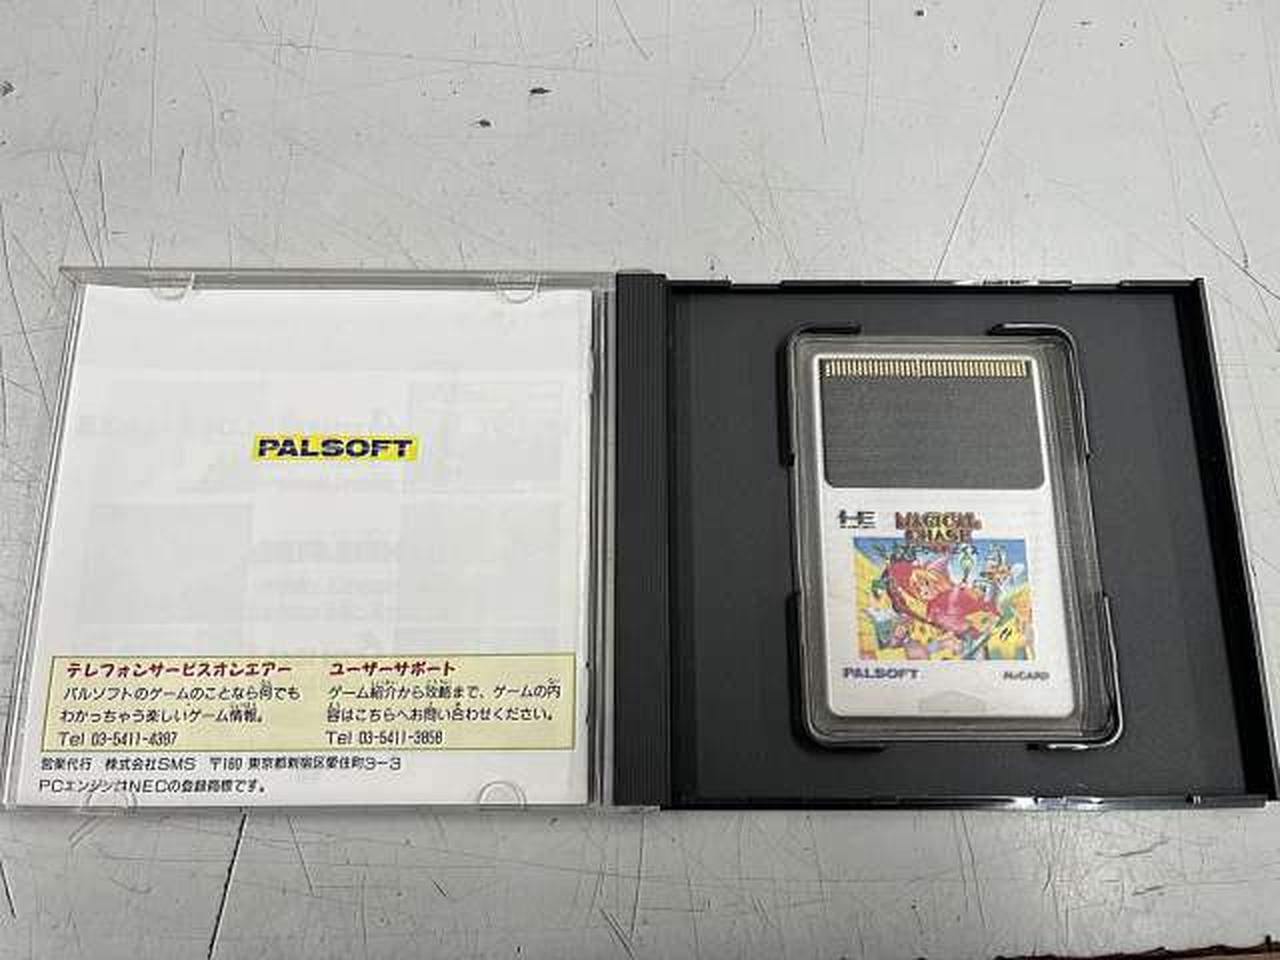 PALSOFT
テレフォンサービスオンエアー
パルソフトのゲームのことなら何でも
わかっちゃう楽しいゲーム情報。
Tel 03-5411-4397
ユーザーサポート
ゲーム紹介から攻略まで、ゲームの内
容はこちらへお問い合わせください。
Tel 03-5411-3856
営業代行 株式会社SMS 〒160 東京都新宿区愛住町3-3
PCエンジンはNECの登録商標です。
MAGICAL
CHASE
PALSOFT
HuCARD